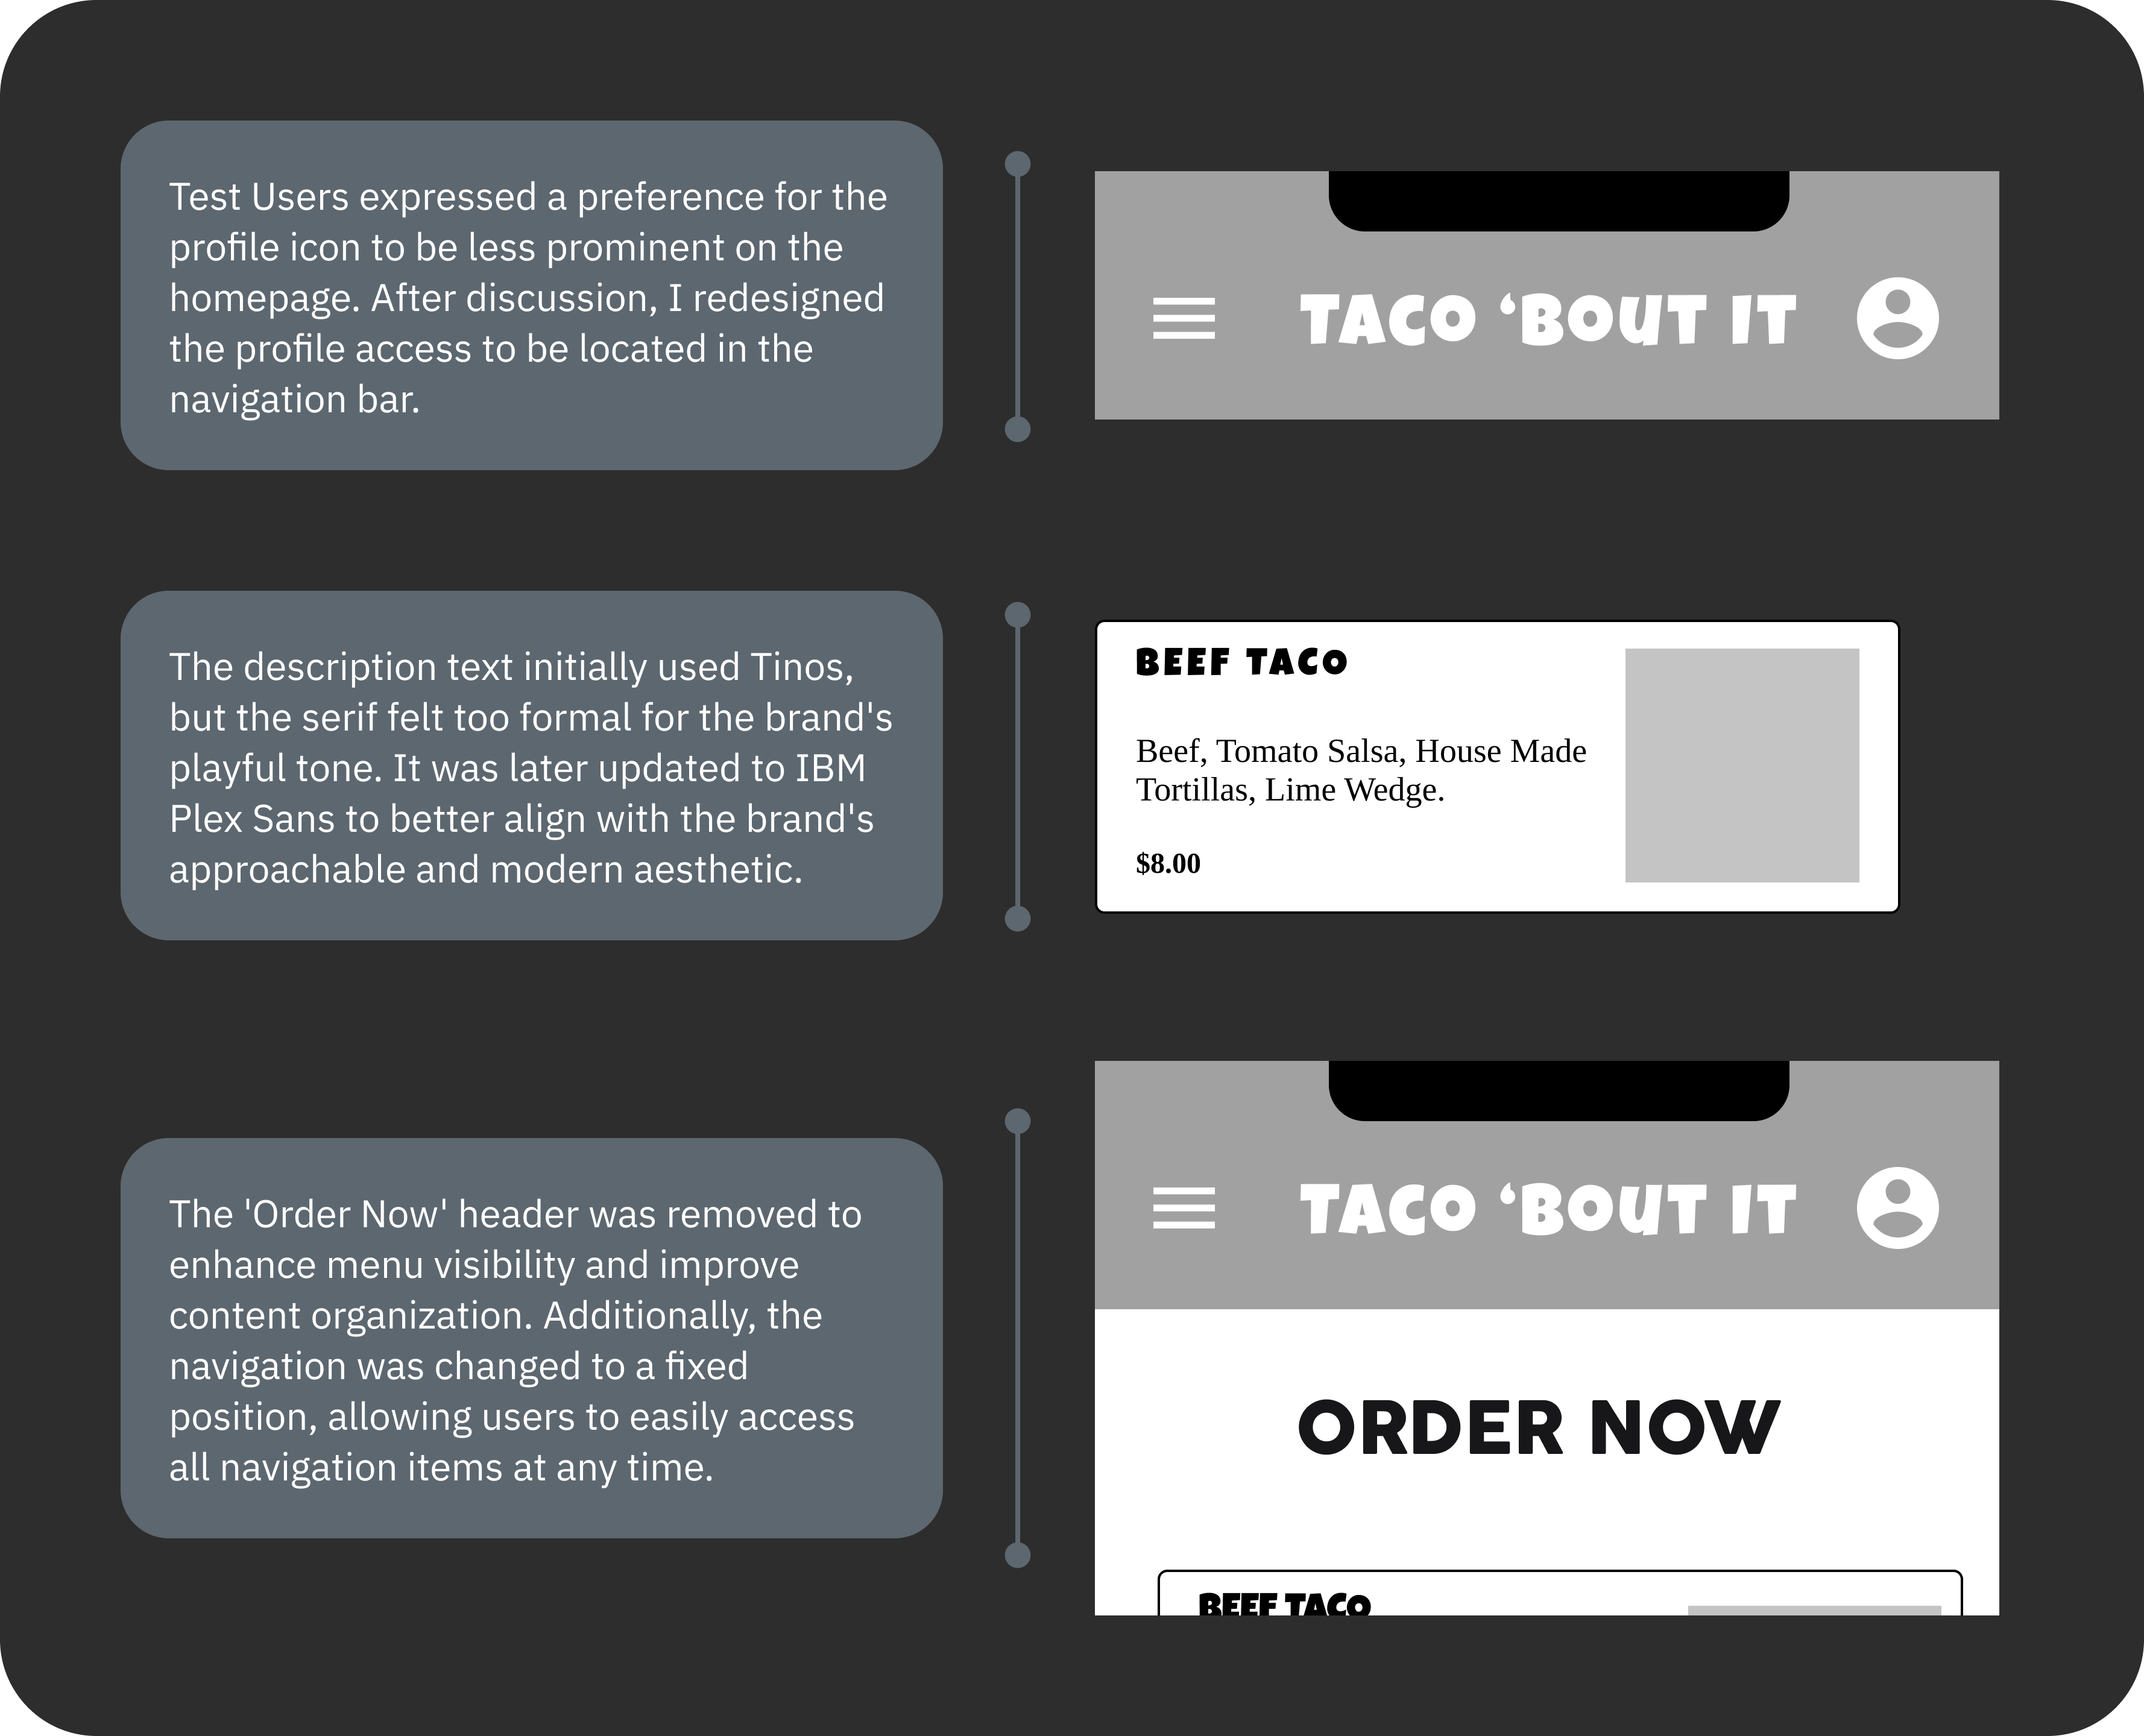 Test Users expressed a preference for the
profile icon to be less prominent on the
homepage. After discussion, I redesigned
the profile access to be located in the
navigation bar.
TACO ‘BOUT IT
The description text initially used Tinos,
but the serif felt too formal for the brand's
playful tone. It was later updated to IBM
Plex Sans to better align with the brand's
approachable and modern aesthetic.
BEEF TACO
Beef, Tomato Salsa, House Made
Tortillas, Lime Wedge.
$8.00
The 'Order Now' header was removed to
enhance menu visibility and improve
content organization. Additionally, the
navigation was changed to a fixed
position, allowing users to easily access
all navigation items at any time.
TACO ‘BOUT IT
ORDER NOW
BEEF TACO